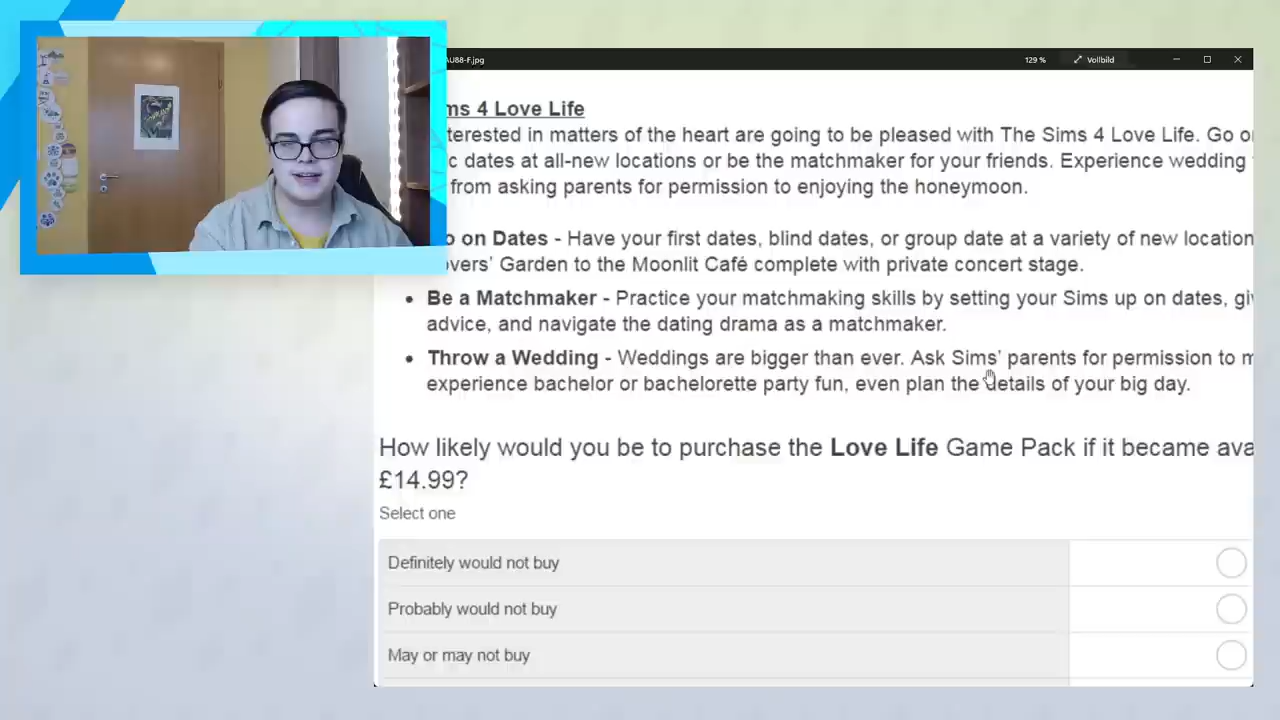 AU88-F.jpg
129 %
Vollbild
ms 4 Love Life
terested in matters of the heart are going to be pleased with The Sims 4 Love Life. Go o
c dates at all-new locations or be the matchmaker for your friends. Experience wedding
from asking parents for permission to enjoying the honeymoon.
o on Dates - Have your first dates, blind dates, or group date at a variety of new location
overs' Garden to the Moonlit Café complete with private concert stage.
• Be a Matchmaker - Practice your matchmaking skills by setting your Sims up on dates, gi
advice, and navigate the dating drama as a matchmaker.
• Throw a Wedding - Weddings are bigger than ever. Ask Sims' parents for permission to m
experience bachelor or bachelorette party fun, even plan the details of your big day.
How likely would you be to purchase the Love Life Game Pack if it became ava
£14.99?
Select one
Definitely would not buy
Probably would not buy
May or may not buy